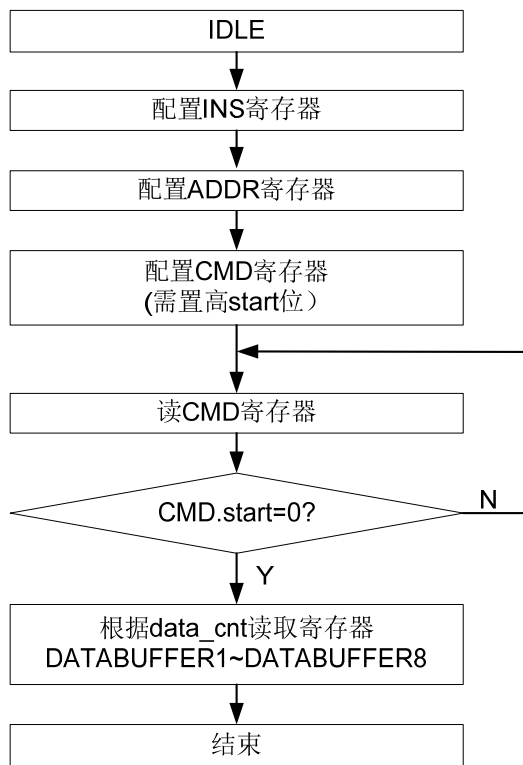 IDLE
配置INS寄存器
配置ADDR寄存器
配置CMD寄存器
(需置高start位）
读CMD寄存器
CMD.start=0?
N
Y
根据data_cnt读取寄存器
DATABUFFER1~DATABUFFER8
结束